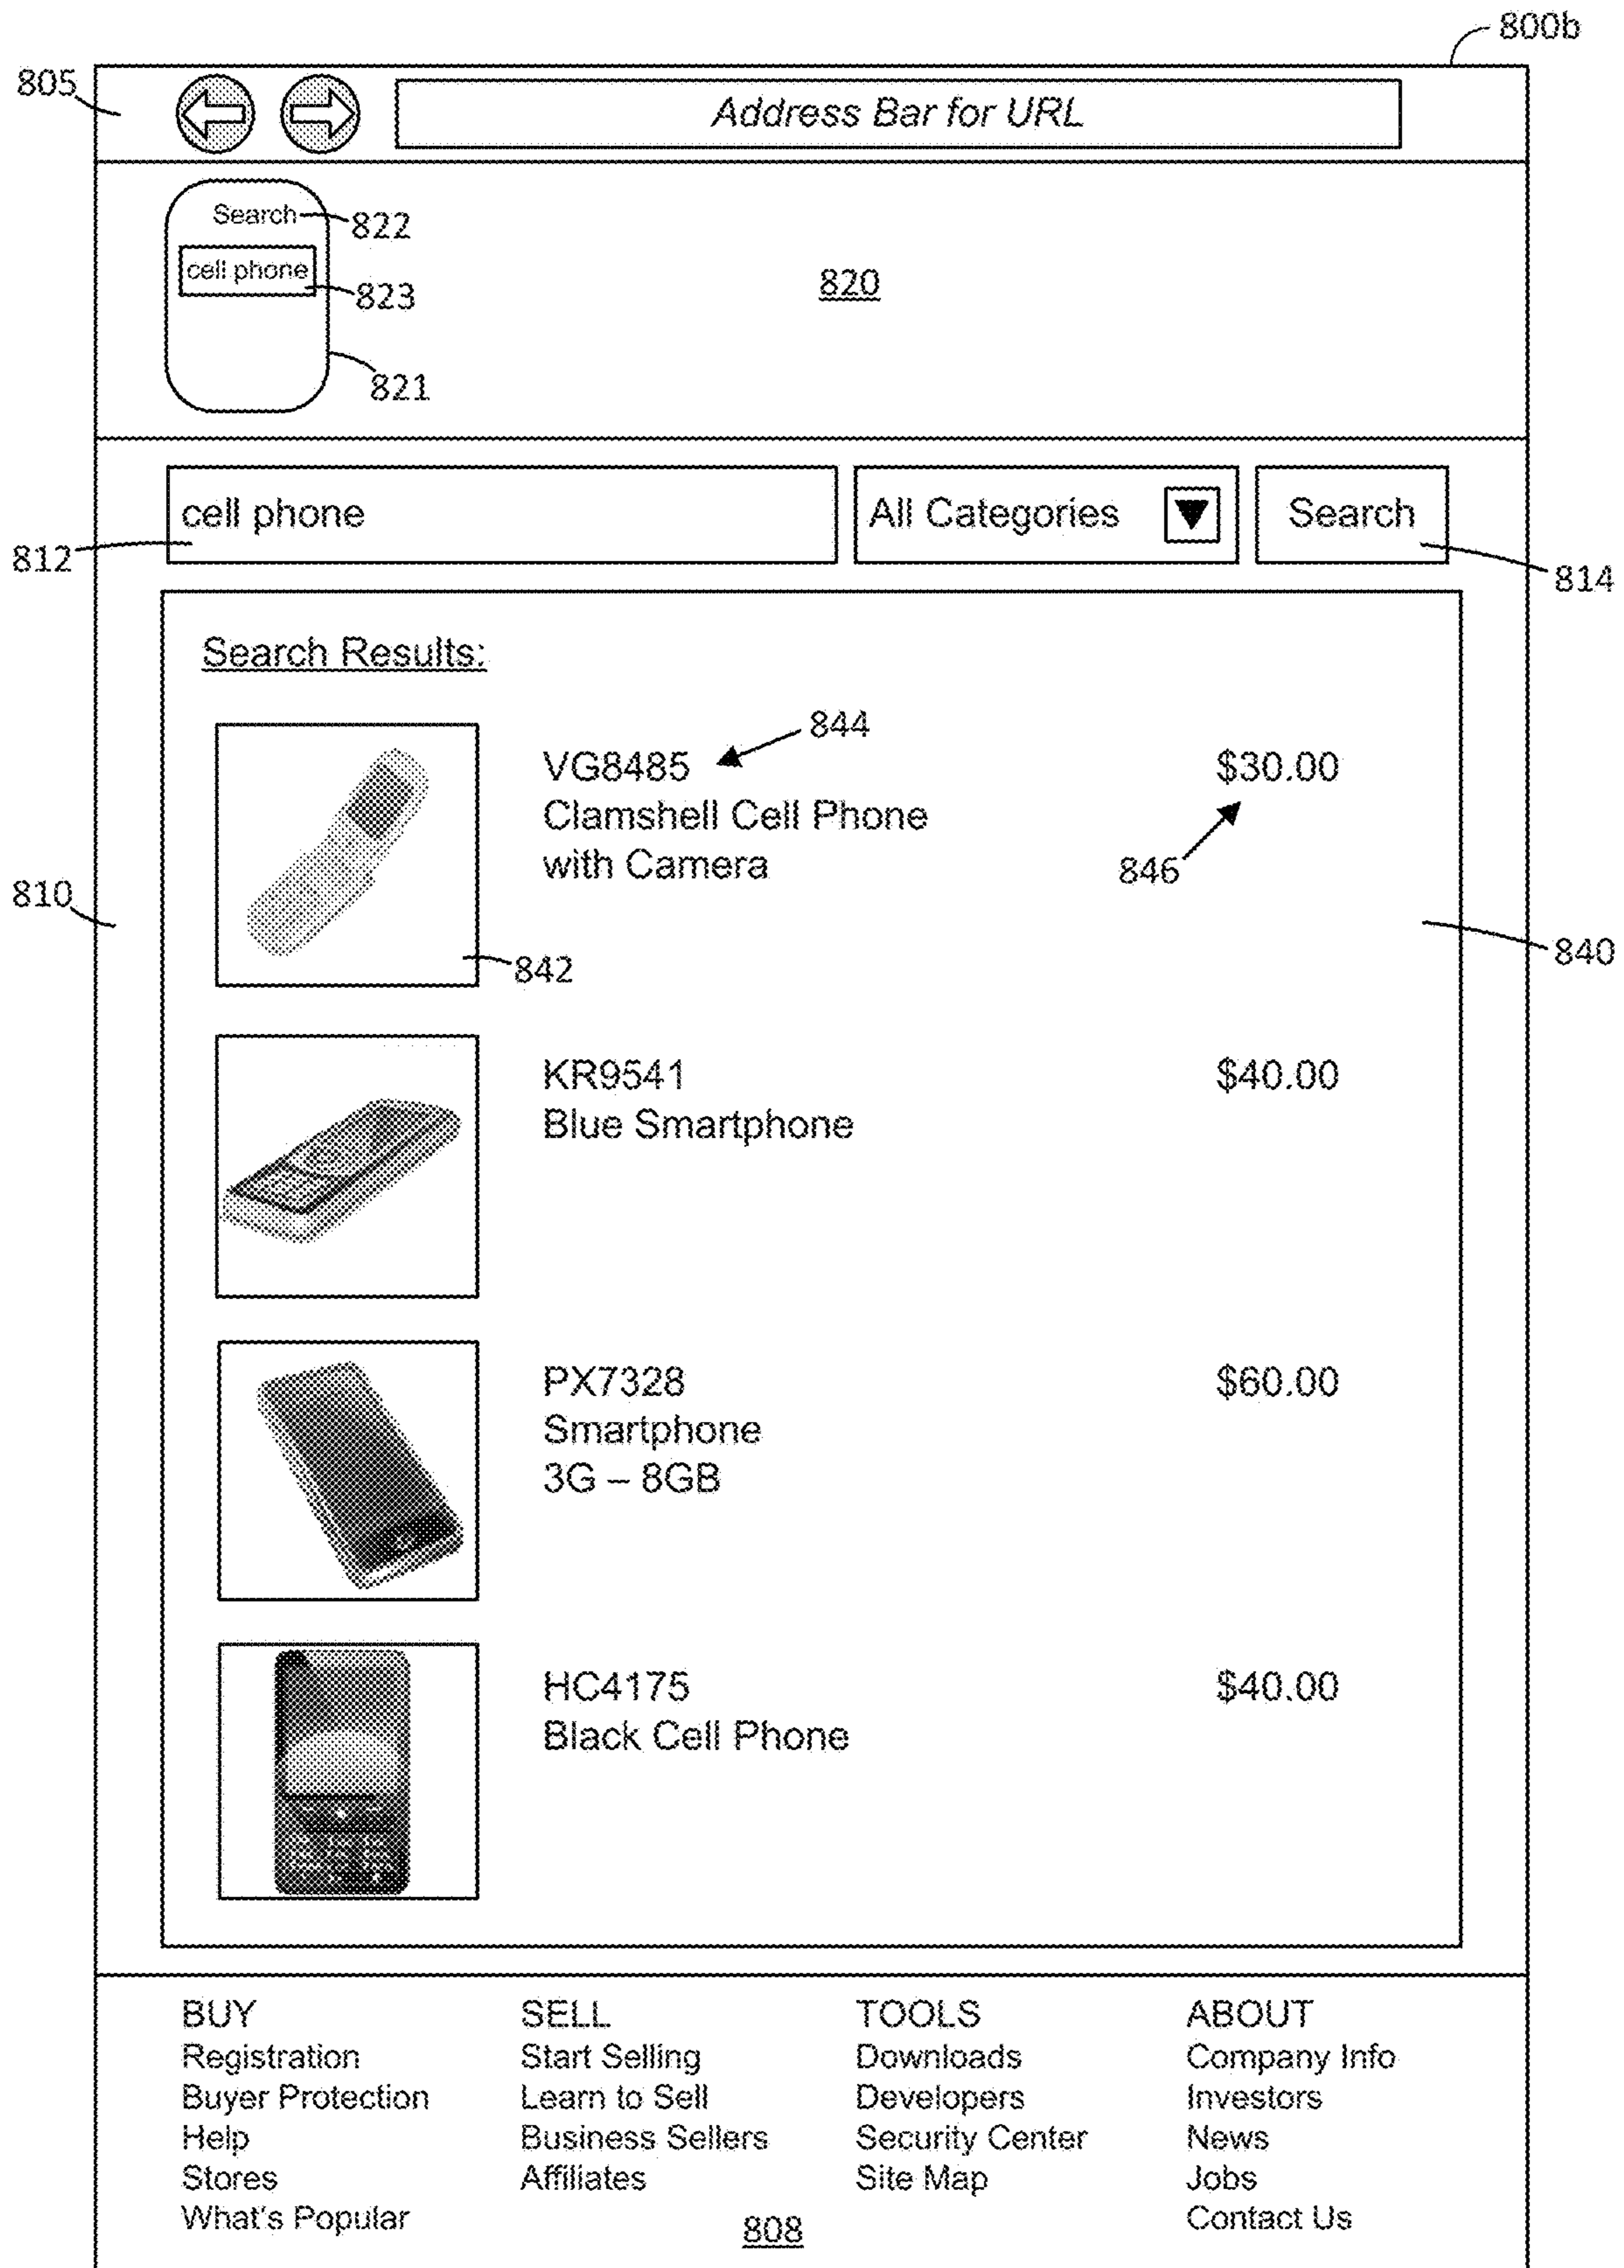 800b
805
Address Bar for URL
Search
822
cell phone
823
820
821
cell phone
All Categories
Search
812
814
Search Results:
844
VG8485
$30.00
Clamshell Cell Phone
with Camera
846
810
840
842
KR9541
$40.00
Blue Smartphone
PX7328
$60.00
Smartphone
3G – 8GB
HC4175
$40.00
Black Cell Phone
BUY
Registration
Buyer Protection
Help
Stores
What's Popular
SELL
Start Selling
Learn to Sell
Business Sellers
Affiliates
TOOLS
Downloads
Developers
Security Center
Site Map
ABOUT
Company Info
Investors
News
Jobs
Contact Us
808